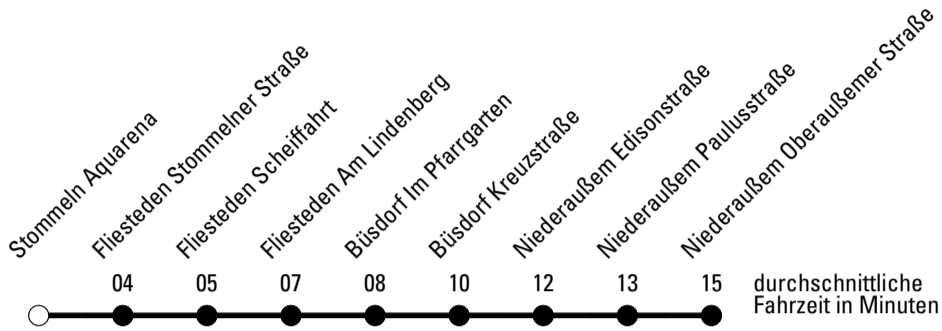 Stommeln Aquarena
Fliesteden Stommelner Straße
Fliesteden Scheiffahrt
Fliesteden Am Lindenberg
Büsdorf Im Pfarrgarten
Büsdorf Kreuzstraße
Niederaußem Edisonstraße
Niederaußem Paulusstraße
Niederaußem Oberaußemer Straße
04 05 07 08 10 12 13 15 durchschnittliche
Fahrzeit in Minuten